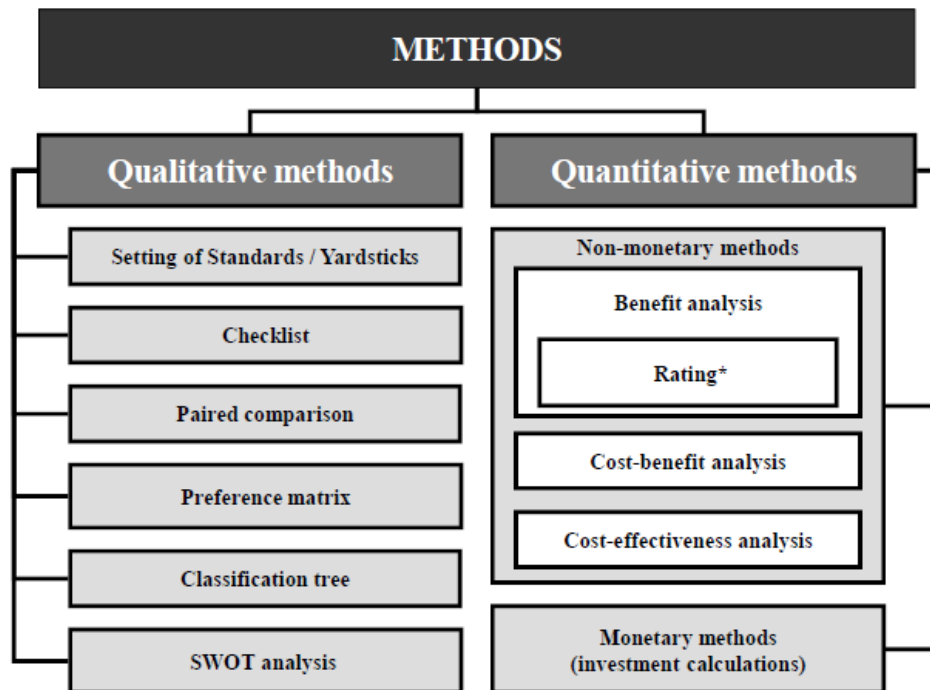 METHODS
Qualitative methods
Setting of Standards / Yardsticks
Checklist
Paired comparison
Preference matrix
Classification tree
SWOT analysis
Quantitative methods
Non-monetary methods
Benefit analysis
Rating*
Cost-benefit analysis
Cost-effectiveness analysis
Monetary methods
(investment calculations)